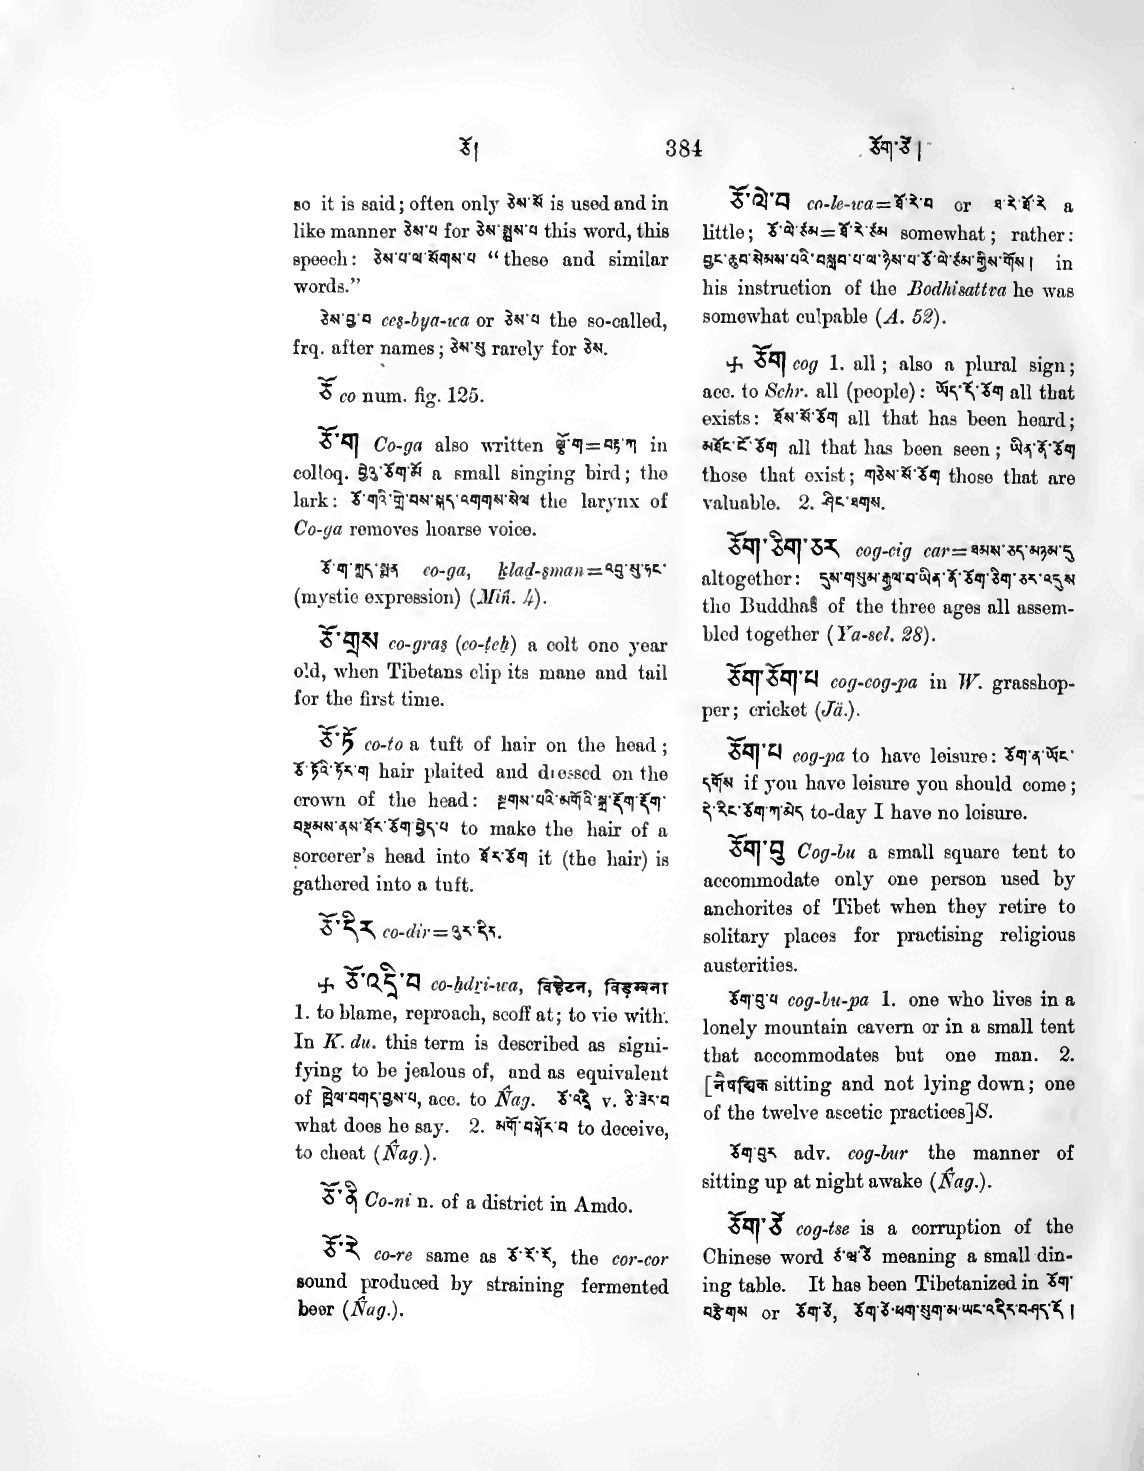 ཅོ།
384
ཅོག་ཙེ།
so it is said; often only ཅེས་སོ is used and in
like manner ཅེས་པ for ཅེས་སྨྲས་པ this word, this
speech: ཅེས་པ་ལ་སོགས་པ “these and similar
words.”
ཅེས་བྱ་བ ceṣ-bya-wa or ཅེས་པ the so-called,
frq. after names; ཅེས་སུ rarely for ཅེས.
ཅོ co num. fig. 125.
ཅོ་ག Co-ga also written ལྕོ་ག= in
colloq. བྱིའུ་ཅོག་མོ a small singing bird; the
lark: ཅོ་གའི་གྲེ་བས་སྐད་འགགས་སེལ the larynx of
Co-ga removes hoarse voice.
ཅོ་ག་ཀླད་སྨན co-ga, ḵlad-ṣman=འབྲུ་སུ་ཧང་
(mystic expression) (Miñ. 4).
ཅོ་གྲས co-graṣ (co-ṭeh) a colt one year
old, when Tibetans clip its mane and tail
for the first time.
ཅོ་ཏོ co-to a tuft of hair on the head;
ཅོ་ཏོའི་ཏོར་ག hair plaited and dressed on the
crown of the head: སྔགས་པའི་མགོའི་སྐྲ་རྡོག་རྡོག་
བསྡམས་ནས་ཐོར་ཅོག་བྱེད་པ to make the hair of a
sorcerer’s head into ཐོར་ཅོག it (the hair) is
gathered into a tuft.
ཅོ་དིར co-dir=ཅུར་དིར.
+ ཅོ་འདྲི་བ co-ḥdṛi-wa, विहेटन, विडम्बना
1. to blame, reproach, scoff at; to vie with.
In K. du. this term is described as signi-
fying to be jealous of, and as equivalent
of ཁྲེལ་བགད་བྱས་པ, acc. to Ñag. ཅོ་འདྲི v. ཅི་ཟེར་བ
what does he say. 2. མགོ་བསྐོར་བ to deceive,
to cheat (Ñag.).
ཅོ་ནི Co-ni n. of a district in Amdo.
ཅོ་རེ co-re same as ཅོ་རོ་རོ, the cor-cor
sound produced by straining fermented
beer (Ñag.).
ཅོ་ལེ་བ co-le-wa=ཐོ་རེ་བ or ཐ་རེ་ཐོ་རེ a
little; ཅོ་ལེ་ཙམ=ཐོ་རེ་ཙམ somewhat; rather:
བྱང་ཆུབ་སེམས་པའི་བསླབ་པ་ལ་ཉེས་པ་ཅོ་ལེ་ཙམ་གྱིས་གོས། in
his instruction of the Bodhisattva he was
somewhat culpable (A. 52).
+ ཅོག cog 1. all; also a plural sign;
acc. to Schr. all (people): ཡོད་དོ་ཅོག all that
exists: ཐོས་སོ་ཅོག all that has been heard;
མཐོང་ངོ་ཅོག all that has been seen; ཡིན་ནོ་ཅོག
those that exist; གཅེས་སོ་ཅོག those that are
valuable. 2. ཤིང་ཐགས.
ཅོག་ཅིག་ཅར cog-cig car=ཐམས་ཅད་མཉམ་དུ
altogether: དུས་གསུམ་རྒྱལ་བ་ཡིན་ནོ་ཅོག་ཅིག་ཅར་འདུས
the Buddhas of the three ages all assem-
bled together (Ya-sel. 28).
ཅོག་ཅོག་པ cog-cog-pa in W. grasshop-
per; cricket (Jä.).
ཅོག་པ cog-pa to have leisure: ཅོག་ན་ཡོང་
དགོས if you have leisure you should come;
དེ་རིང་ཅོག་ཀ་མེད to-day I have no leisure.
ཅོག་བུ Cog-bu a small square tent to
accommodate only one person used by
anchorites of Tibet when they retire to
solitary places for practising religious
austerities.
ཅོག་བུ་པ cog-bu-pa 1. one who lives in a
lonely mountain cavern or in a small tent
that accommodates but one man. 2.
[नैषद्यिक sitting and not lying down; one
of the twelve ascetic practices]S.
ཅོག་བུར adv. cog-bur the manner of
sitting up at night awake (Ñag.).
ཅོག་ཙེ cog-tse is a corruption of the
Chinese word meaning a small din-
ing table. It has been Tibetanized in ཅོག་
བརྩེགས or ཅོག་ཙེ, ཅོག་ཙེ་